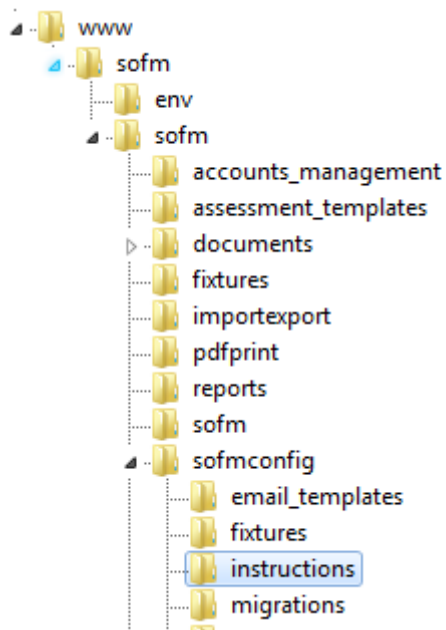 www
sofm
env
sofm
accounts_management
assessment_templates
documents
fixtures
importexport
pdfprint
reports
sofm
sofmconfig
email_templates
fixtures
instructions
migrations